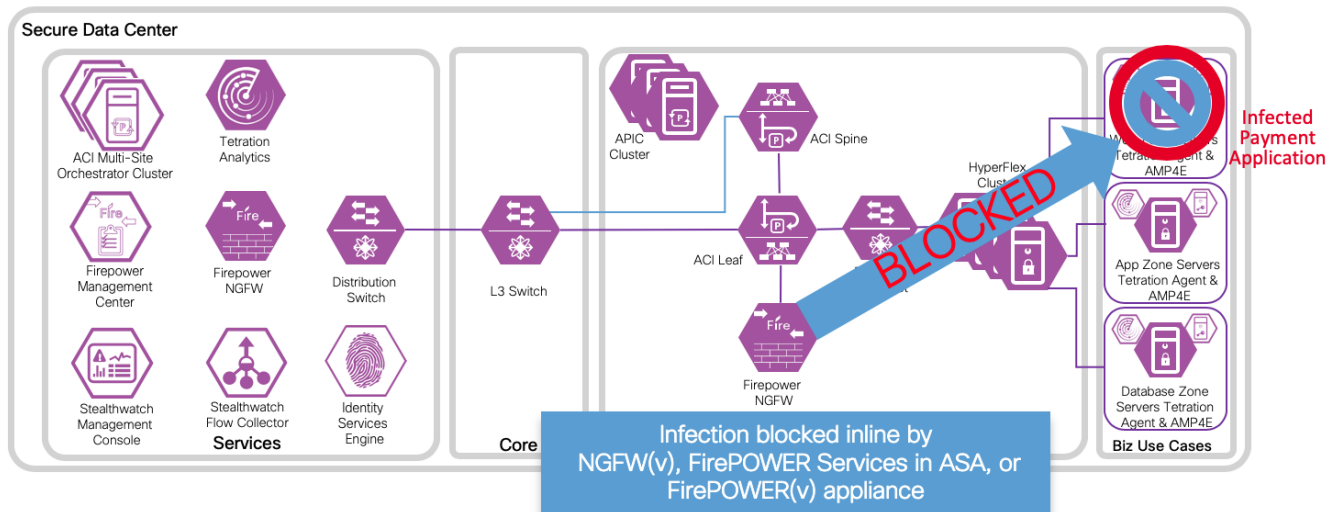 Secure Data Center
ACI Multi-Site
Orchestrator Cluster
Tetration
Analytics
Fire
Firepower
Management
Center
Fire
Firepower
NGFW
Distribution
Switch
Stealthwatch
Management
Console
Stealthwatch
Flow Collector
Identity
Services
Engine
Services
L3 Switch
Core
P
APIC
Cluster
P
ACI Spine
P
ACI Leaf
Fire
Firepower
NGFW
HyperFlex
BLOCKED
Tetration Agent &
AMP4E
Infected
Payment
Application
App Zone Servers
Tetration Agent &
AMP4E
Database Zone
Servers Tetration
Agent & AMP4E
Biz Use Cases
Infection blocked inline by
NGFW(v), FirePOWER Services in ASA, or
FirePOWER(v) appliance